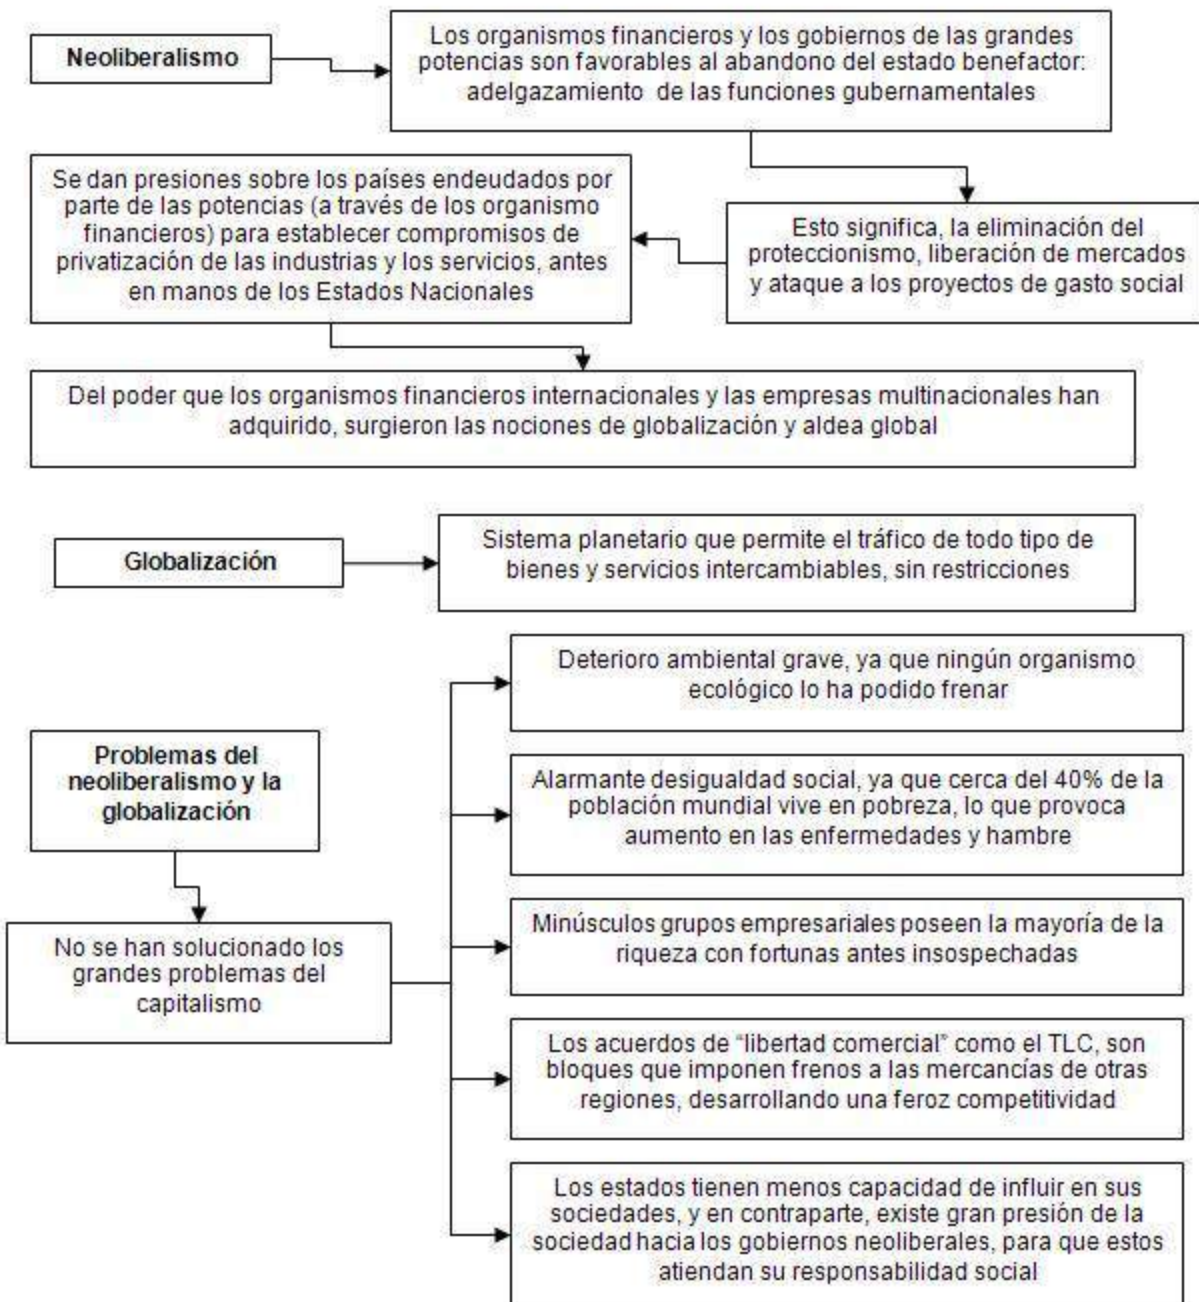 Neoliberalismo
Los organismos financieros y los gobiernos de las grandes
potencias son favorables al abandono del estado benefactor:
adelgazamiento de las funciones gubernamentales
Esto significa, la eliminación del
proteccionismo, liberación de mercados
y ataque a los proyectos de gasto social
Se dan presiones sobre los países endeudados por
parte de las potencias (a través de los organismo
financieros) para establecer compromisos de
privatización de las industrias y los servicios, antes
en manos de los Estados Nacionales
Del poder que los organismos financieros internacionales y las empresas multinacionales han
adquirido, surgieron las nociones de globalización y aldea global
Globalización
Sistema planetario que permite el tráfico de todo tipo de
bienes y servicios intercambiables, sin restricciones
Problemas del
neoliberalismo y la
globalización
No se han solucionado los
grandes problemas del
capitalismo
Deterioro ambiental grave, ya que ningún organismo
ecológico lo ha podido frenar
Alarmante desigualdad social, ya que cerca del 40% de la
población mundial vive en pobreza, lo que provoca
aumento en las enfermedades y hambre
Minúsculos grupos empresariales poseen la mayoría de la
riqueza con fortunas antes insospechadas
Los acuerdos de “libertad comercial” como el TLC, son
bloques que imponen frenos a las mercancías de otras
regiones, desarrollando una feroz competitividad
Los estados tienen menos capacidad de influir en sus
sociedades, y en contraparte, existe gran presión de la
sociedad hacia los gobiernos neoliberales, para que estos
atiendan su responsabilidad social